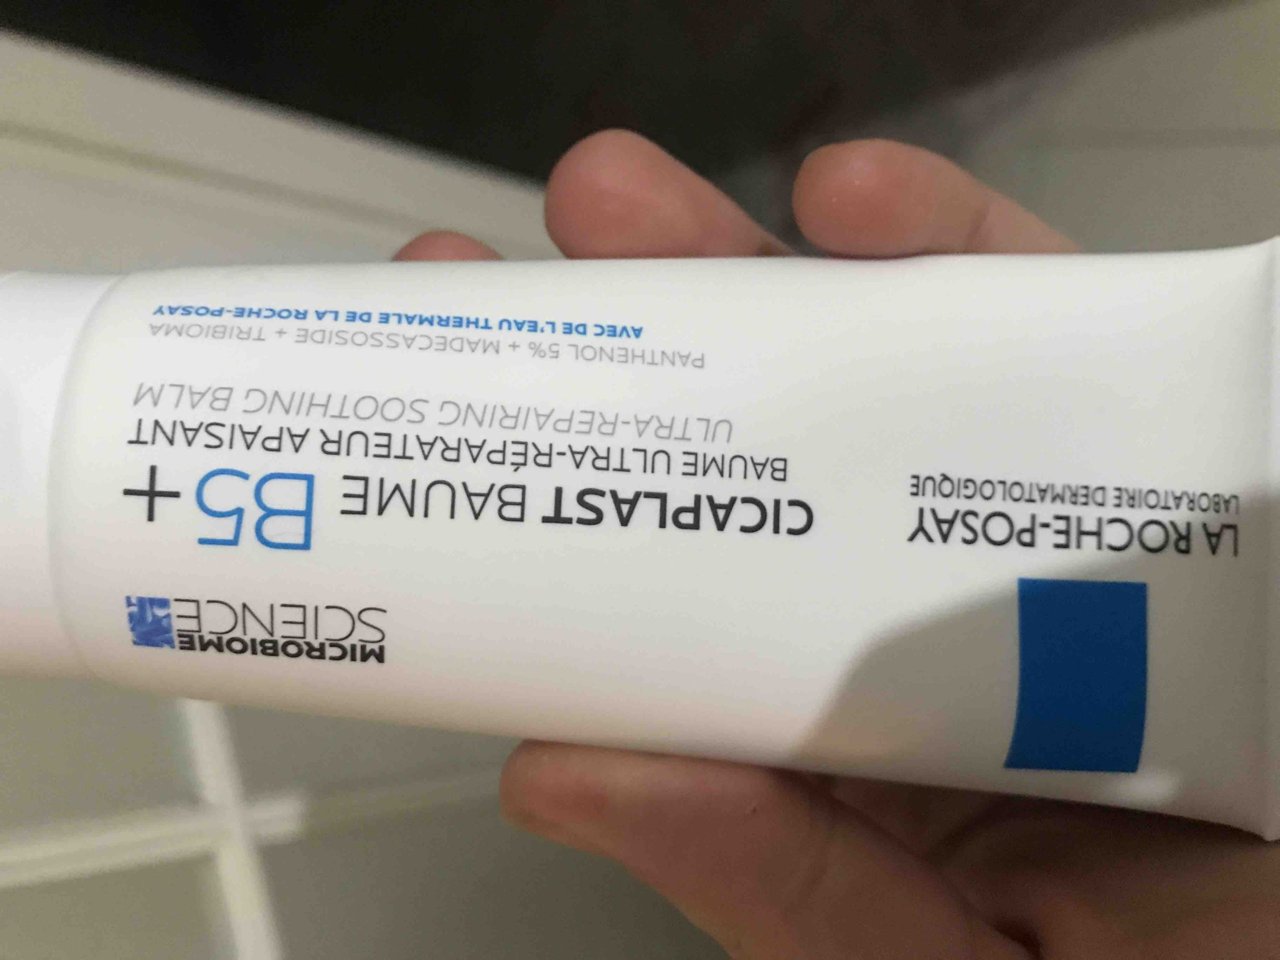 LA ROCHE-POSAY
LABORATOIRE DERMATOLOGIQUE
MICROBIOME
SCIENCE
CICAPLAST BAUME B5+
BAUME ULTRA-RÉPARATEUR APAISANT
ULTRA-REPAIRING SOOTHING BALM
PANTHENOL 5% + MADECASSOSIDE + TRIBIOMA
AVEC DE L'EAU THERMALE DE LA ROCHE-POSAY